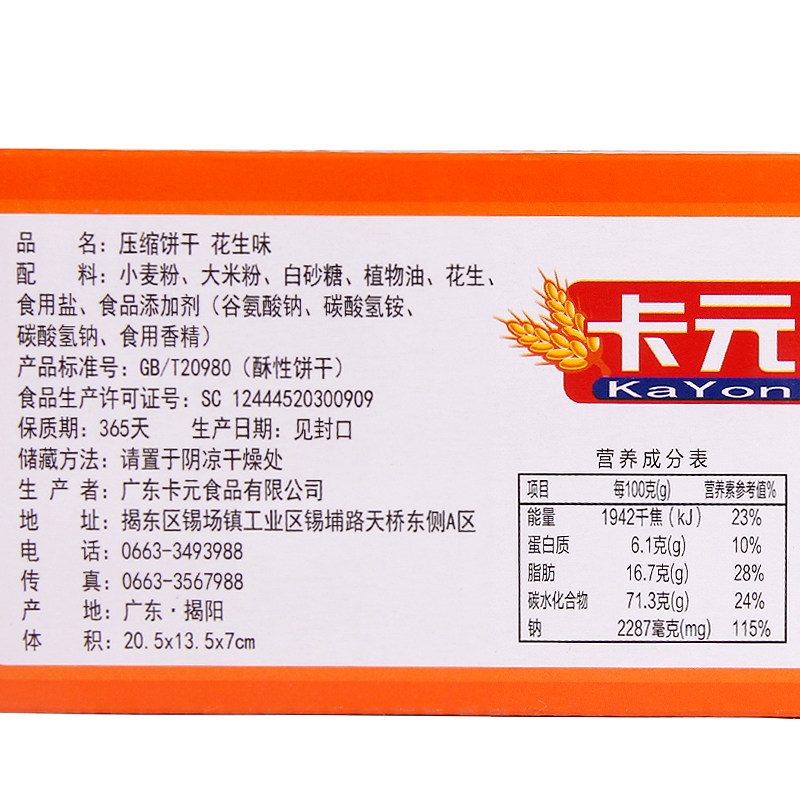 品 名：压缩饼干 花生味
配 料：小麦粉、大米粉、白砂糖、植物油、花生、
食用盐、食品添加剂（谷氨酸钠、碳酸氢铵、
碳酸氢钠、食用香精）
产品标准号：GB/T20980（酥性饼干）
食品生产许可证号：SC 12444520300909
保质期：365天 生产日期：见封口
储藏方法：请置于阴凉干燥处
生 产 者：广东卡元食品有限公司
地 址：揭东区锡场镇工业区锡埔路天桥东侧A区
电 话：0663-3493988
传 真：0663-3567988
产 地：广东·揭阳
体 积：20.5x13.5x7cm
卡元
KaYon
营养成分表
项目 每100克(g) 营养素参考值%
能量 1942千焦（kJ） 23%
蛋白质 6.1克(g) 10%
脂肪 16.7克(g) 28%
碳水化合物 71.3克(g) 24%
钠 2287毫克(mg) 115%